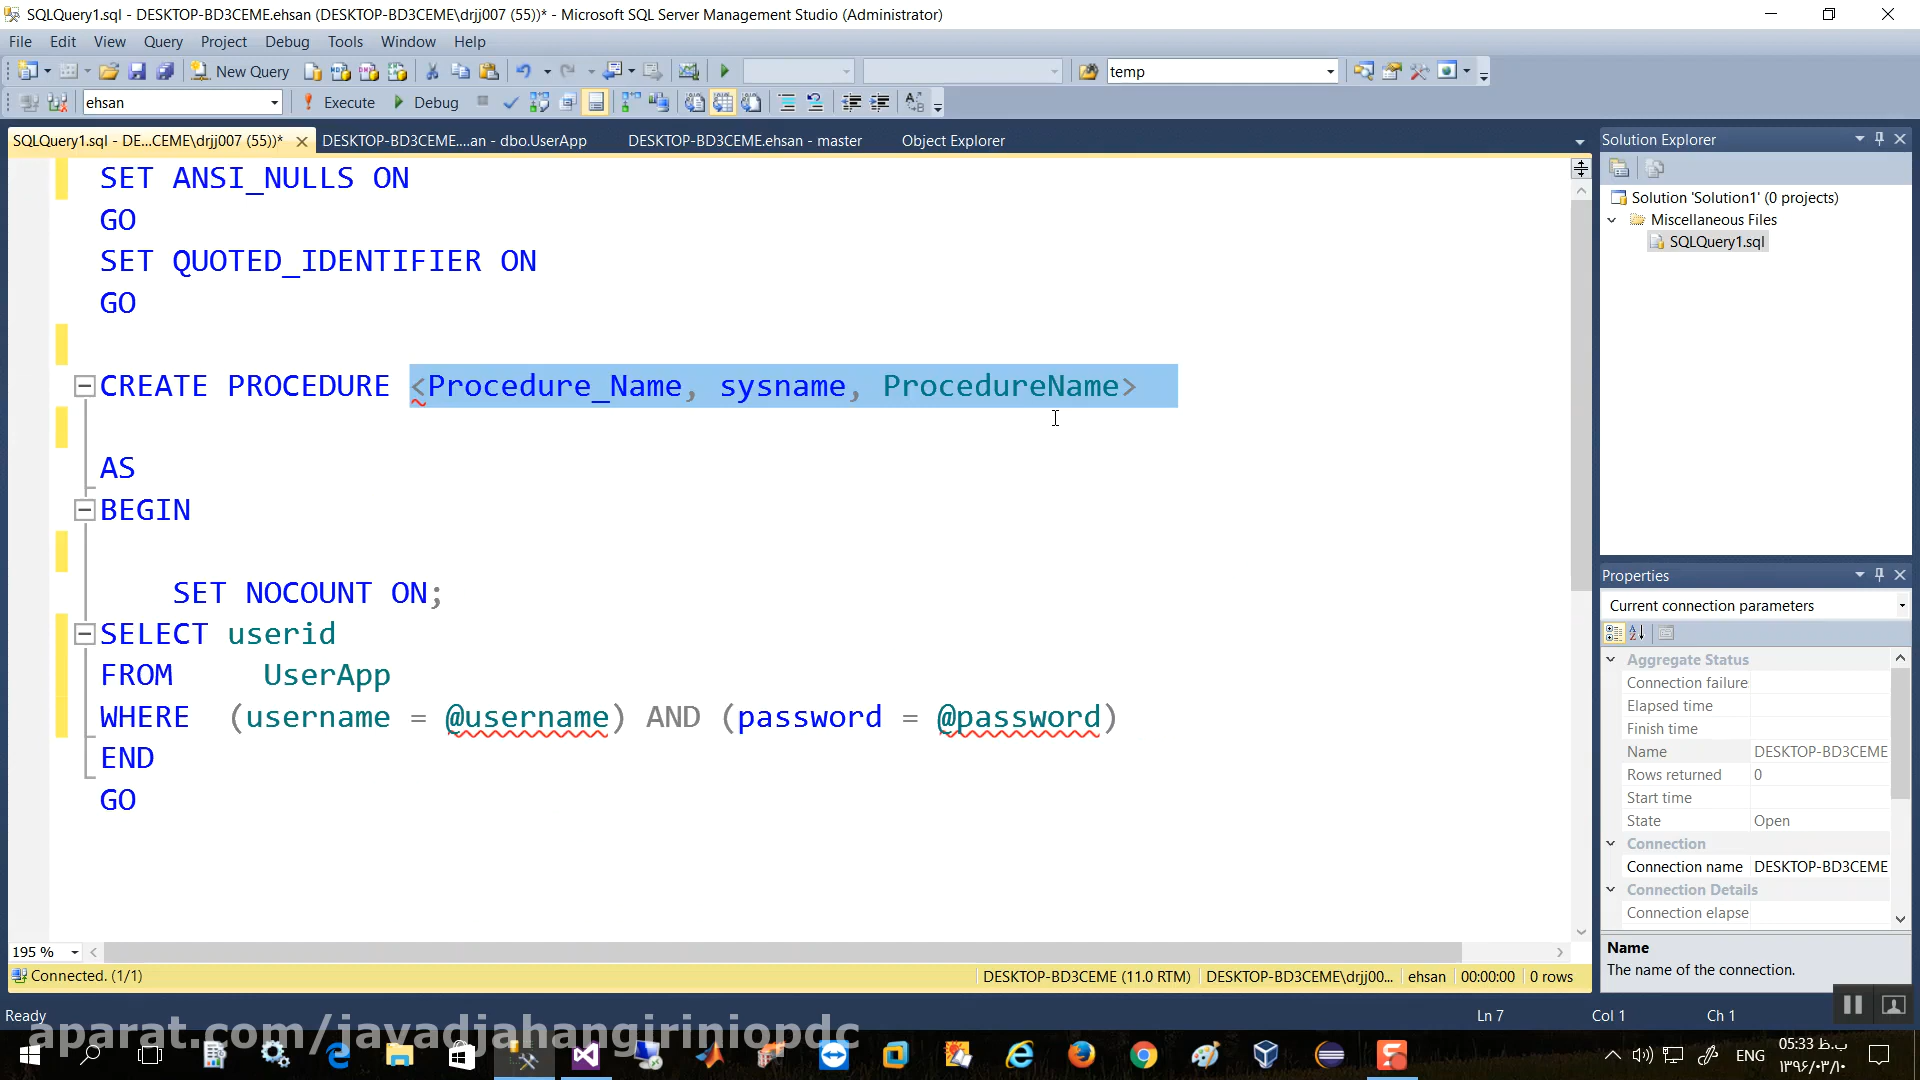 SQLQuery1.sql - DESKTOP-BD3CEME.ehsan (DESKTOP-BD3CEME\drjj007 (55))* - Microsoft SQL Server Management Studio (Administrator)
File Edit View Query Project Debug Tools Window Help
New Query temp
ehsan Execute Debug
SQLQuery1.sql - DE...CEME\drjj007 (55))* DESKTOP-BD3CEME....an - dbo.UserApp DESKTOP-BD3CEME.ehsan - master Object Explorer
SET ANSI_NULLS ON
GO
SET QUOTED_IDENTIFIER ON
GO
CREATE PROCEDURE <Procedure_Name, sysname, ProcedureName>
AS
BEGIN
SET NOCOUNT ON;
SELECT userid
FROM UserApp
WHERE (username = @username) AND (password = @password)
END
GO
195 %
Connected. (1/1) DESKTOP-BD3CEME (11.0 RTM) DESKTOP-BD3CEME\drjj00... ehsan 00:00:00 0 rows
Solution Explorer
Solution 'Solution1' (0 projects)
Miscellaneous Files
SQLQuery1.sql
Properties
Current connection parameters
Aggregate Status
Connection failure
Elapsed time
Finish time
Name DESKTOP-BD3CEME
Rows returned 0
Start time
State Open
Connection
Connection name DESKTOP-BD3CEME
Connection Details
Connection elapse
Name
The name of the connection.
Ready Ln 7 Col 1 Ch 1
aparat.com/javadjahangiriniopdc
ENG
05:33 ب.ظ
۱۳۹۶/۰۳/۱۰